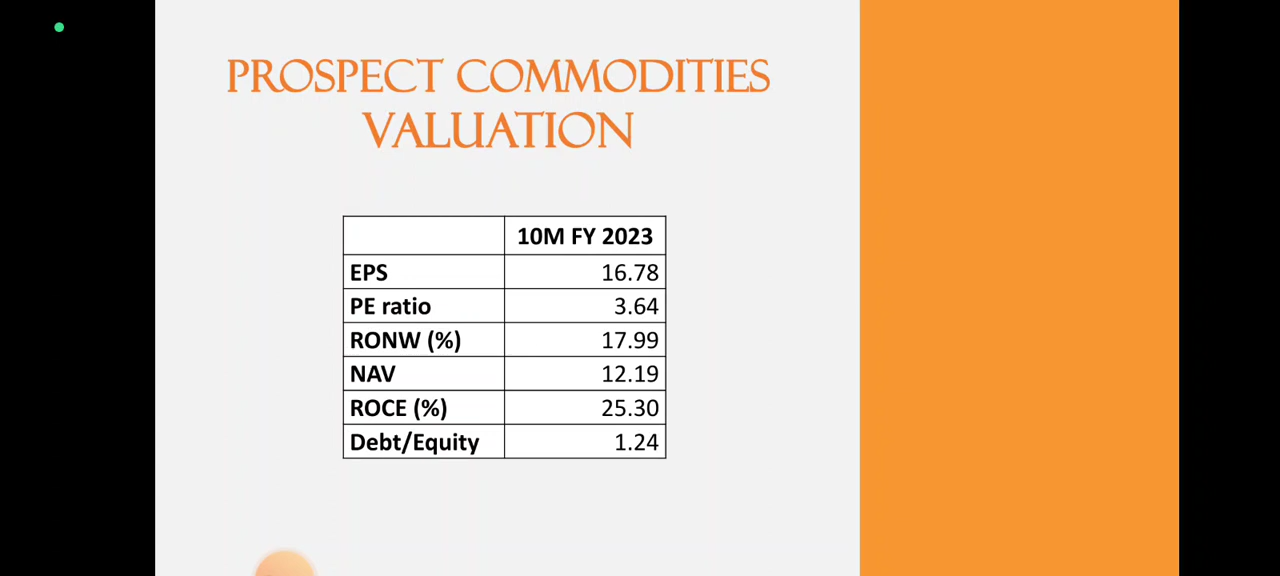 PROSPECT COMMODITIES
VALUATION
10M FY 2023
EPS 16.78
PE ratio 3.64
RONW (%) 17.99
NAV 12.19
ROCE (%) 25.30
Debt/Equity 1.24